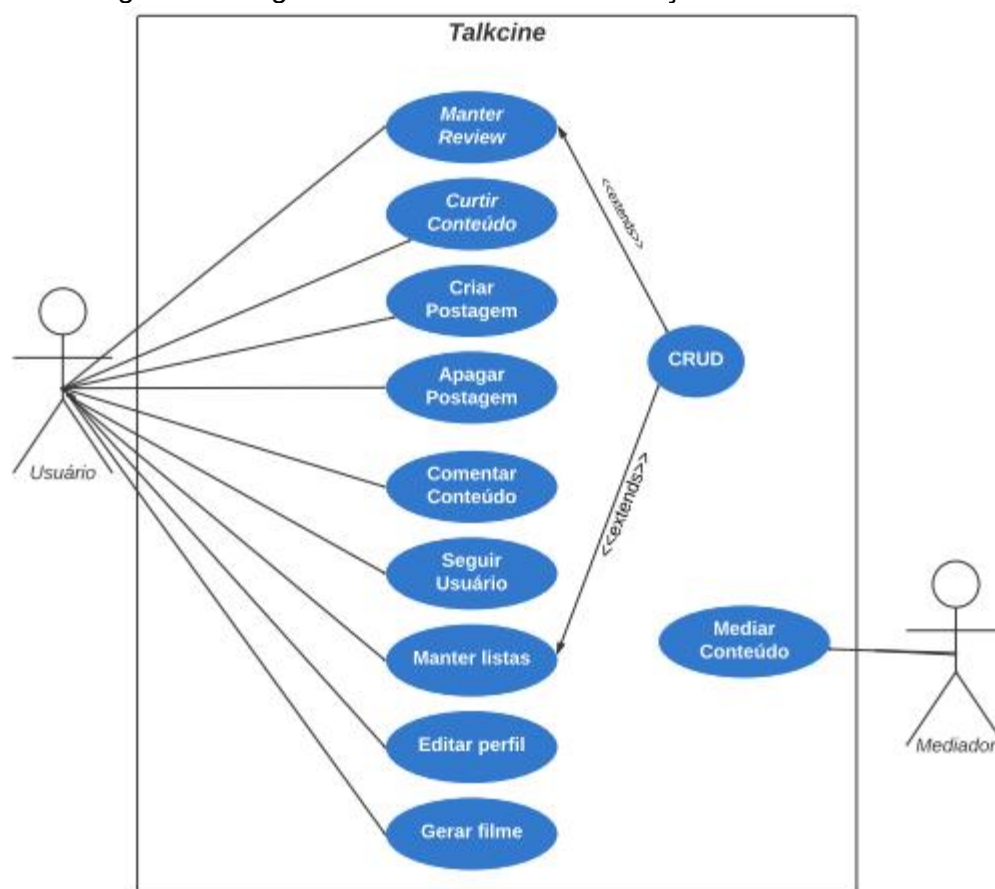 Talkcine
Manter
Review
Curtir
Conteúdo
Criar
Postagem
Apagar
Postagem
Comentar
Conteúdo
Seguir
Usuário
Manter listas
Editar perfil
Gerar filme
<<extends>>
CRUD
<<extends>>
Usuário
Mediar
Conteúdo
Mediador